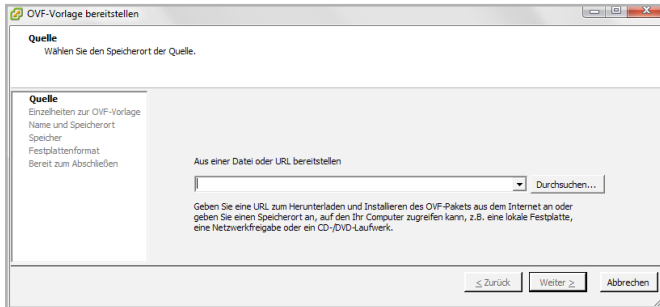 OVF-Vorlage bereitstellen
Quelle
Wählen Sie den Speicherort der Quelle.
Quelle
Einzelheiten zur OVF-Vorlage
Name und Speicherort
Speicher
Festplattenformat
Bereit zum Abschließen
Aus einer Datei oder URL bereitstellen
Durchsuchen...
Geben Sie eine URL zum Herunterladen und Installieren des OVF-Pakets aus dem Internet an oder
geben Sie einen Speicherort an, auf den Ihr Computer zugreifen kann, z.B. eine lokale Festplatte,
eine Netzwerkfreigabe oder ein CD-/DVD-Laufwerk.
≤ Zurück Weiter ≥ Abbrechen